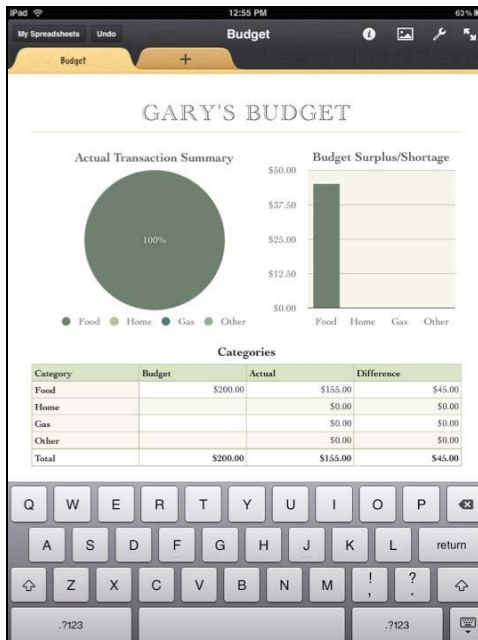 iPad 12:55 PM 63%
My Spreadsheets Undo Budget
Budget +
GARY'S BUDGET
Actual Transaction Summary
100%
Food Home Gas Other
Budget Surplus/Shortage
$50.00
$37.50
$25.00
$12.50
$0.00
Food Home Gas Other
Categories
Category Budget Actual Difference
Food $200.00 $155.00 $45.00
Home $0.00 $0.00
Gas $0.00 $0.00
Other $0.00 $0.00
Total $200.00 $155.00 $45.00
Q W E R T Y U I O P
A S D F G H J K L return
Z X C V B N M ! , ? .
.?123 .?123